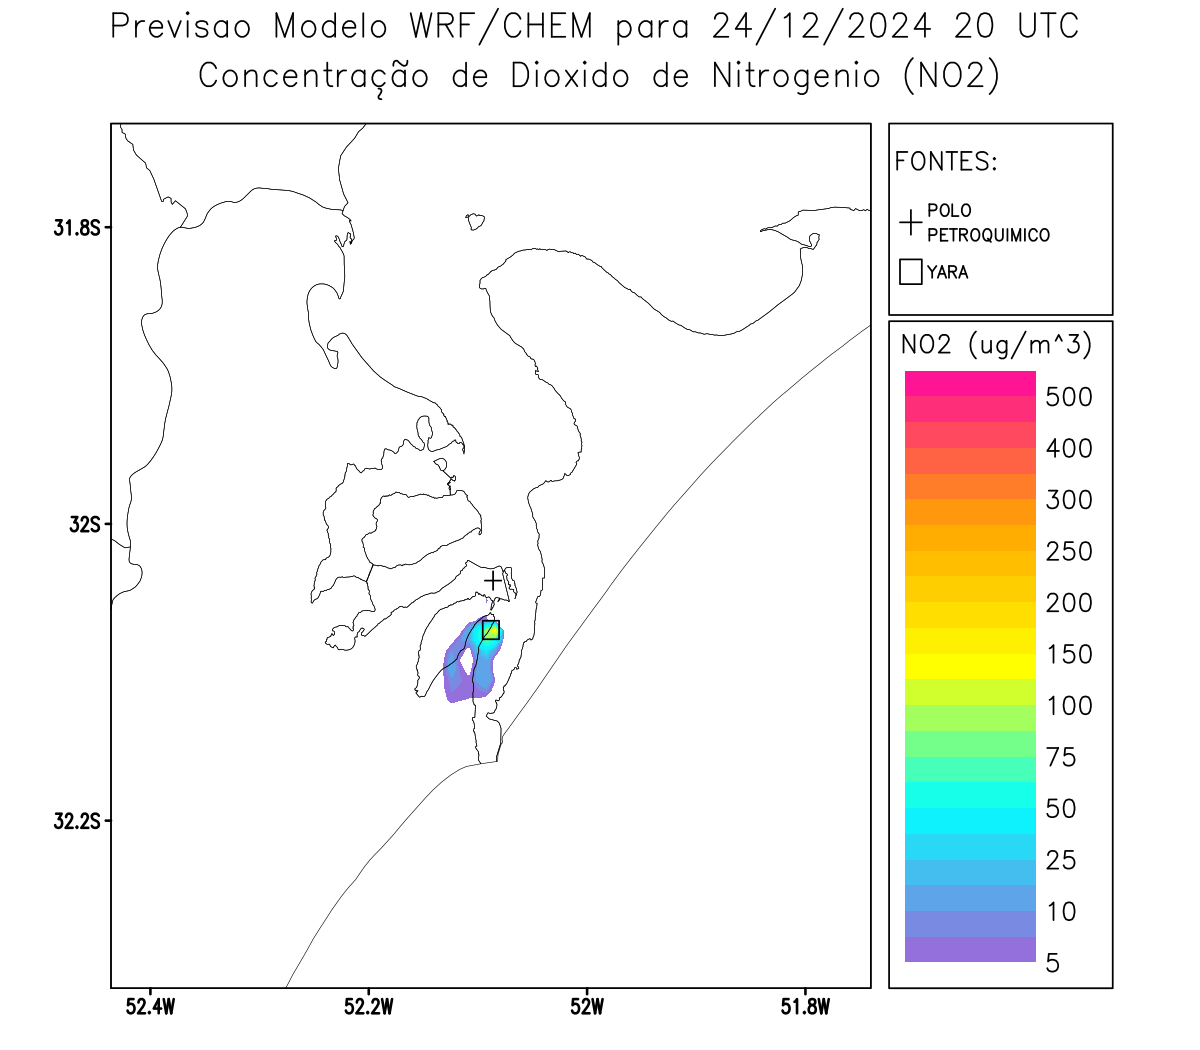 Previsao Modelo WRF/CHEM para 24/12/2024 20 UTC
Concentração de Dioxido de Nitrogenio (NO2)
FONTES:
POLO
PETROQUIMICO
YARA
NO2 (ug/m^3)
500
400
300
250
200
150
100
75
50
25
10
5
31.8S
32S
32.2S
52.4W
52.2W
52W
51.8W